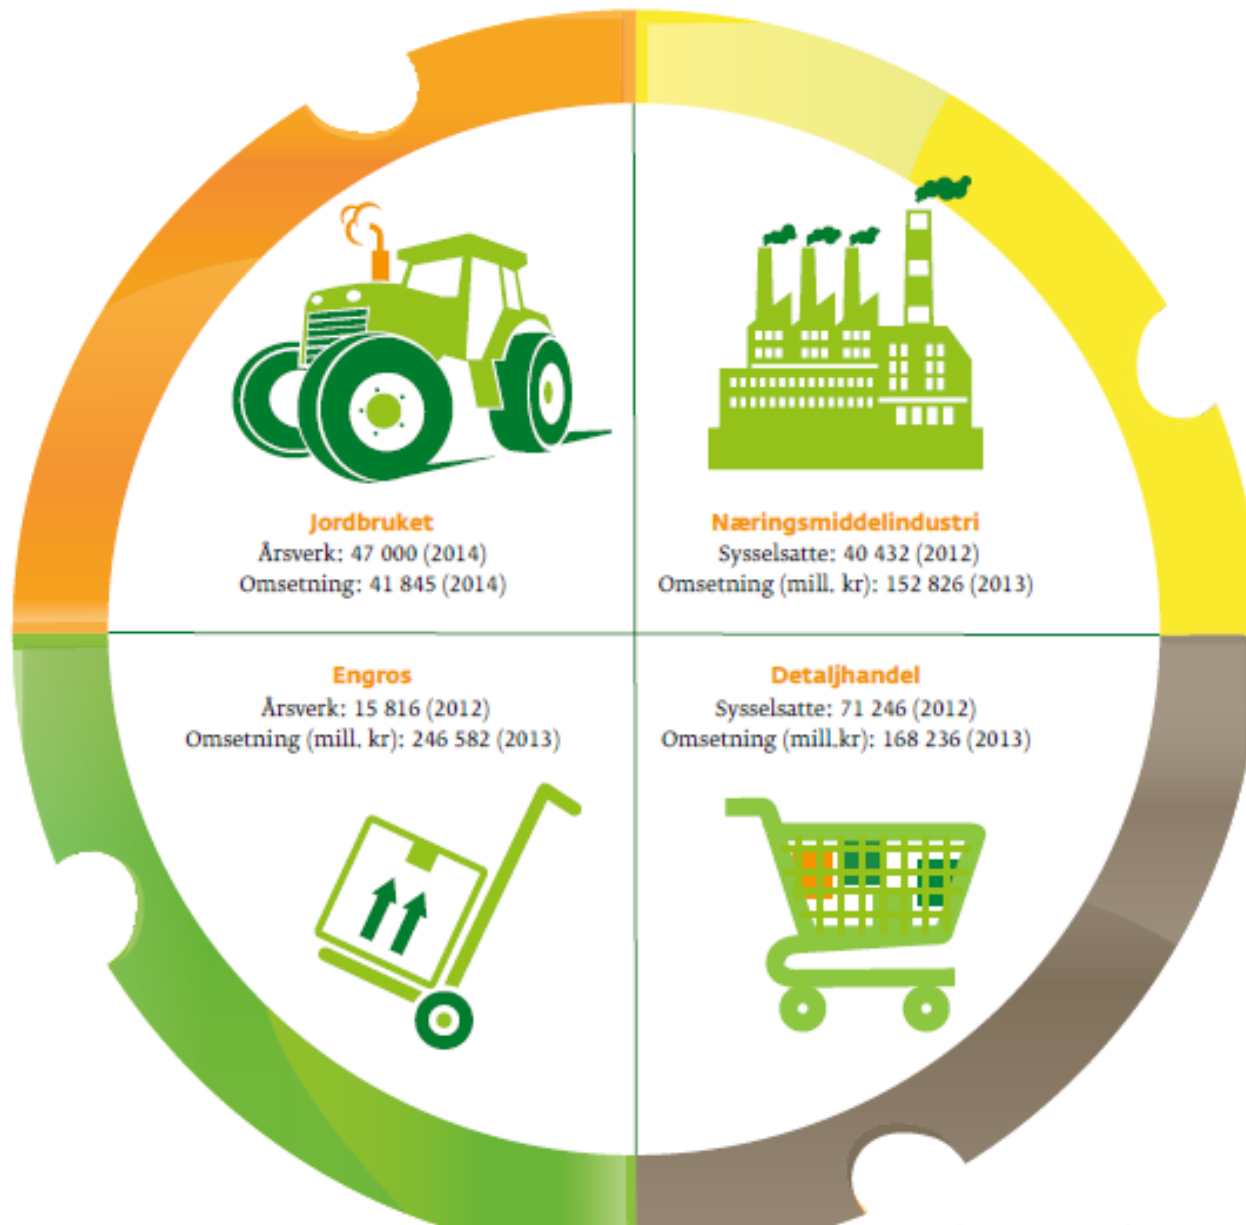 Jordbruket
Årsverk: 47 000 (2014)
Omsetning: 41 845 (2014)
Næringsmiddelindustri
Sysselsatte: 40 432 (2012)
Omsetning (mill. kr): 152 826 (2013)
Engros
Årsverk: 15 816 (2012)
Omsetning (mill. kr): 246 582 (2013)
Detaljhandel
Sysselsatte: 71 246 (2012)
Omsetning (mill.kr): 168 236 (2013)